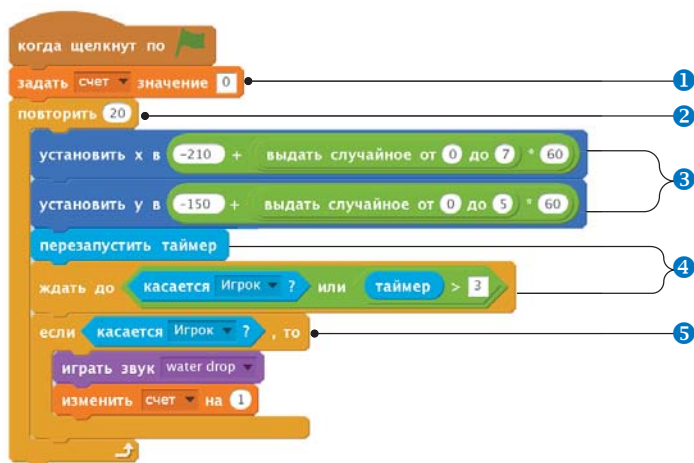 когда щелкнут по
задать счет значение 0 1
повторить 20 2
установить x в -210 + выдать случайное от 0 до 7 * 60
3
установить y в -150 + выдать случайное от 0 до 5 * 60
перезапустить таймер
4
ждать до касается Игрок ? или таймер > 3
если касается Игрок ? , то 5
играть звук water drop
изменить счет на 1